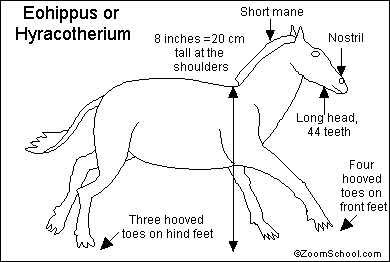 Eohippus or
Hyracotherium
Short mane
8 inches =20 cm
tall at the
shoulders
Nostril
Long head,
44 teeth
Four
hooved
toes on
front feet
Three hooved
toes on hind feet
©ZoomSchool.com